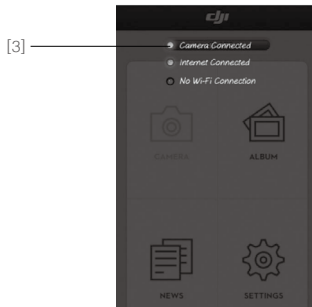 dji
[3]
Camera Connected
Internet Connected
No Wi-Fi Connection
CAMERA
ALBUM
NEWS
SETTINGS